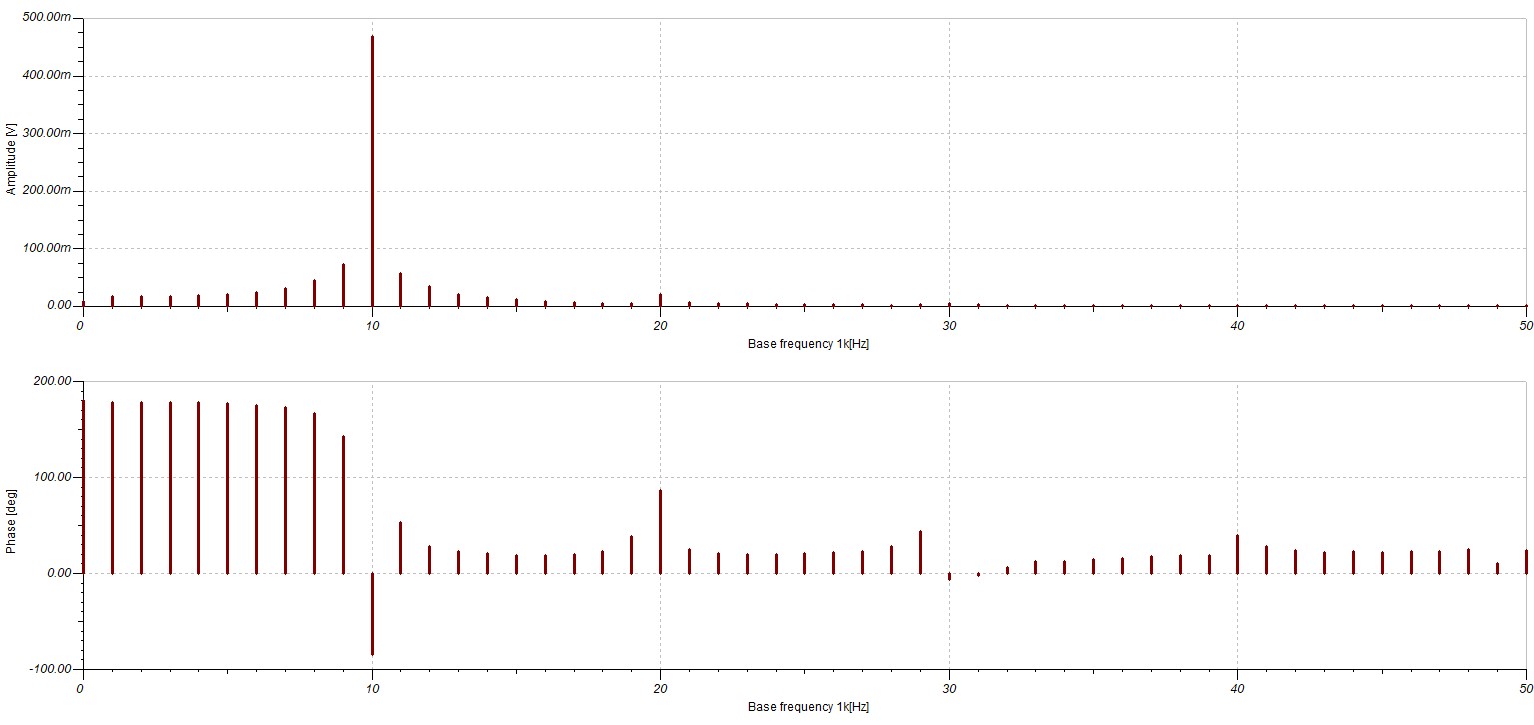 500.00m
400.00m
300.00m
200.00m
100.00m
0.00
Amplitude [V]
0 10 20 30 40 50
Base frequency 1k[Hz]
200.00
100.00
0.00
-100.00
Phase [deg]
0 10 20 30 40 50
Base frequency 1k[Hz]